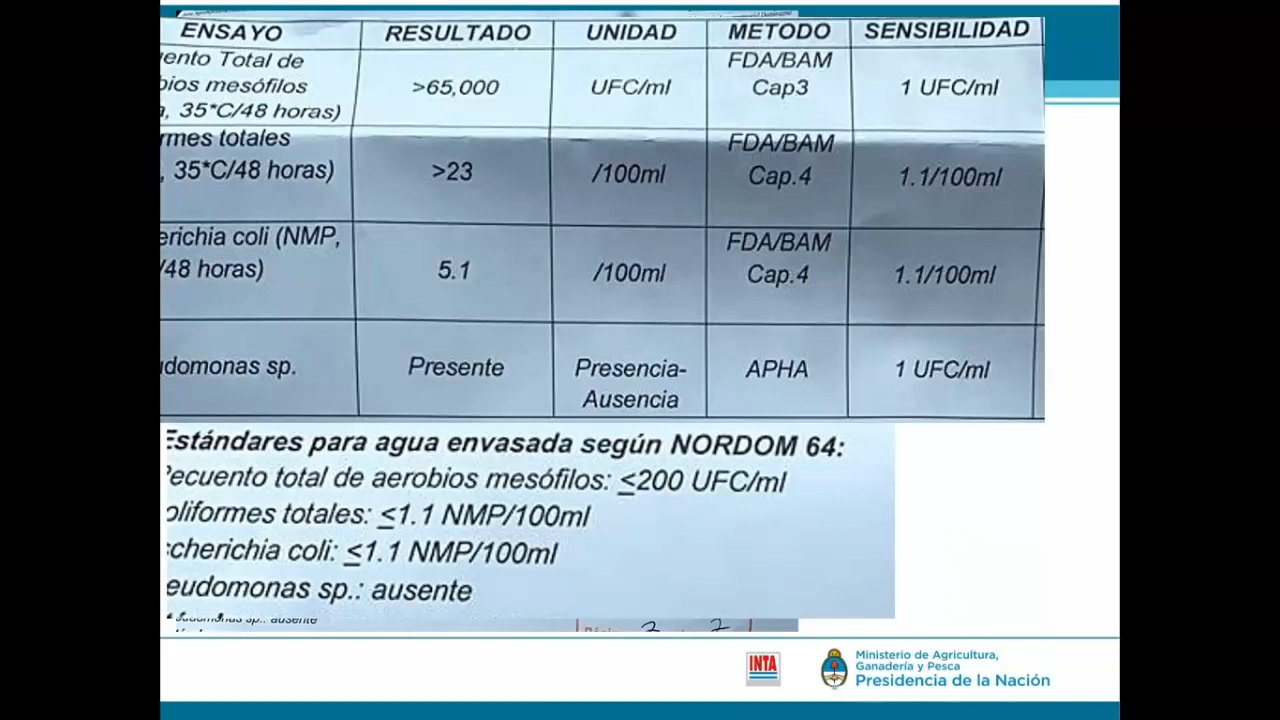 ENSAYO RESULTADO UNIDAD METODO SENSIBILIDAD
ento Total de
bios mesófilos
, 35*C/48 horas)
>65,000 UFC/ml FDA/BAM
Cap3
1 UFC/ml
rmes totales
, 35*C/48 horas)
>23 /100ml FDA/BAM
Cap.4
1.1/100ml
erichia coli (NMP,
/48 horas)
5.1 /100ml FDA/BAM
Cap.4
1.1/100ml
domonas sp. Presente Presencia-
Ausencia
APHA 1 UFC/ml
Estándares para agua envasada según NORDOM 64:
Recuento total de aerobios mesófilos: ≤200 UFC/ml
oliformes totales: ≤1.1 NMP/100ml
scherichia coli: ≤1.1 NMP/100ml
eudomonas sp.: ausente
sp.: ausente
INTA
Ministerio de Agricultura,
Ganadería y Pesca
Presidencia de la Nación